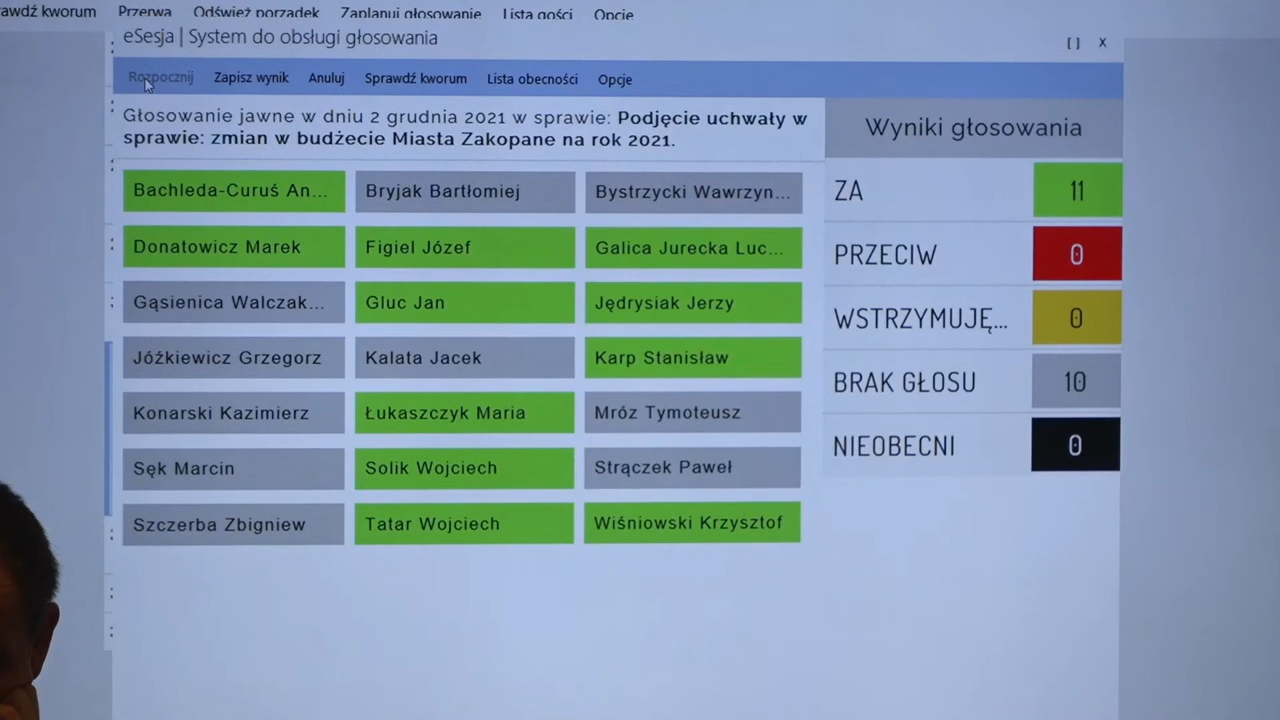 awdź kworum Przerwa Odśwież porządek Zaplanuj głosowanie Lista gości Opcje
eSesja | System do obsługi głosowania [ ] X
Rozpocznij Zapisz wynik Anuluj Sprawdź kworum Lista obecności Opcje
Głosowanie jawne w dniu 2 grudnia 2021 w sprawie: Podjęcie uchwały w
sprawie: zmian w budżecie Miasta Zakopane na rok 2021.
Wyniki głosowania
Bachleda-Curuś An... Bryjak Bartłomiej Bystrzycki Wawrzyn...
Donatowicz Marek Figiel Józef Galica Jurecka Luc...
Gąsienica Walczak... Gluc Jan Jędrysiak Jerzy
Jóźkiewicz Grzegorz Kalata Jacek Karp Stanisław
Konarski Kazimierz Łukaszczyk Maria Mróz Tymoteusz
Sęk Marcin Solik Wojciech Strączek Paweł
Szczerba Zbigniew Tatar Wojciech Wiśniowski Krzysztof
ZA 11
PRZECIW 0
WSTRZYMUJĘ... 0
BRAK GŁOSU 10
NIEOBECNI 0